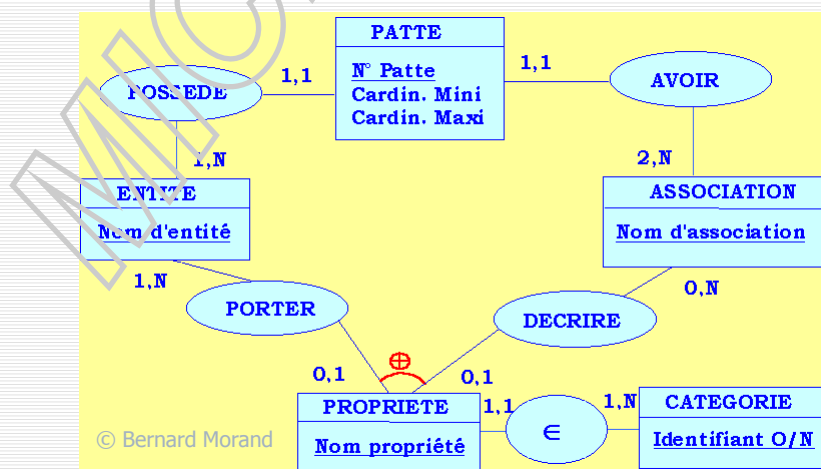 PATTE
N° Patte
Cardin. Mini
Cardin. Maxi
1,1
1,1
POSSEDE
AVOIR
1,N
2,N
ENTITE
Nom d'entité
ASSOCIATION
Nom d'association
1,N
0,N
PORTER
DECRIRE
0,1
⊕
0,1
PROPRIETE
Nom propriété
1,1
∈
1,N
CATEGORIE
Identifiant O/N
© Bernard Morand